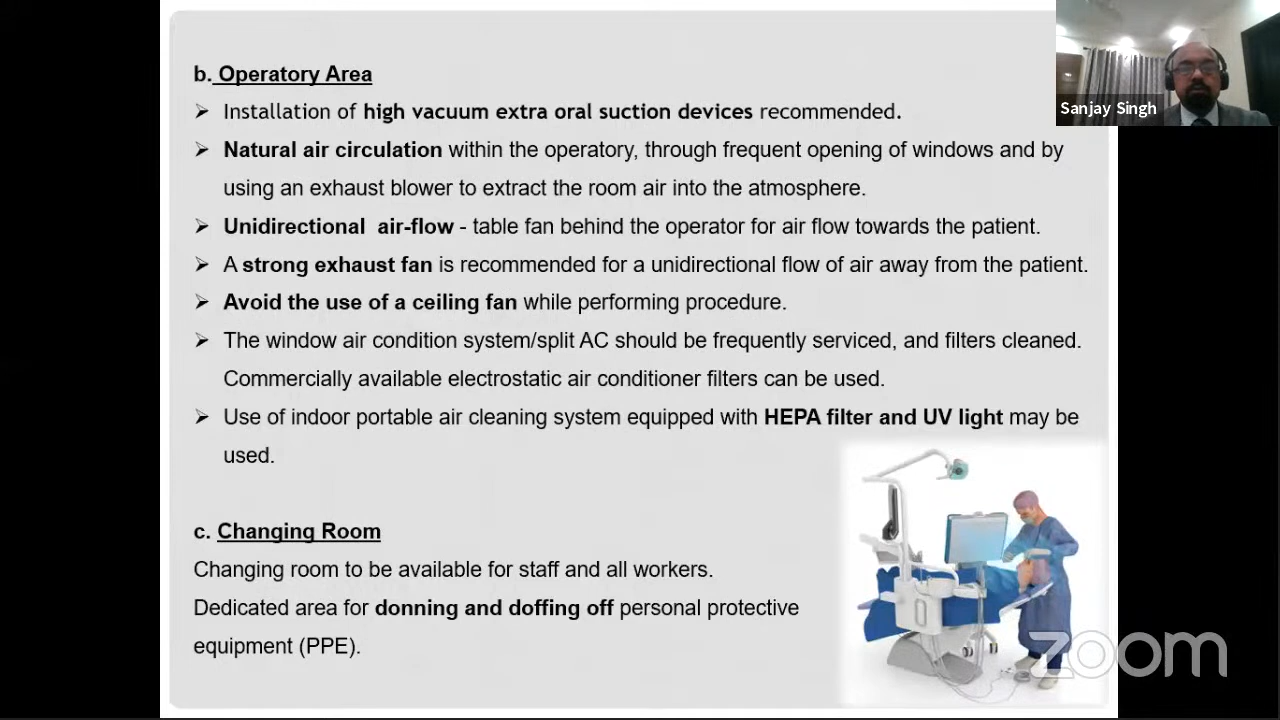 b. Operatory Area
➢ Installation of high vacuum extra oral suction devices recommended.
➢ Natural air circulation within the operatory, through frequent opening of windows and by
using an exhaust blower to extract the room air into the atmosphere.
➢ Unidirectional air-flow - table fan behind the operator for air flow towards the patient.
➢ A strong exhaust fan is recommended for a unidirectional flow of air away from the patient.
➢ Avoid the use of a ceiling fan while performing procedure.
➢ The window air condition system/split AC should be frequently serviced, and filters cleaned.
Commercially available electrostatic air conditioner filters can be used.
➢ Use of indoor portable air cleaning system equipped with HEPA filter and UV light may be
used.
c. Changing Room
Changing room to be available for staff and all workers.
Dedicated area for donning and doffing off personal protective
equipment (PPE).
Sanjay Singh
zoom